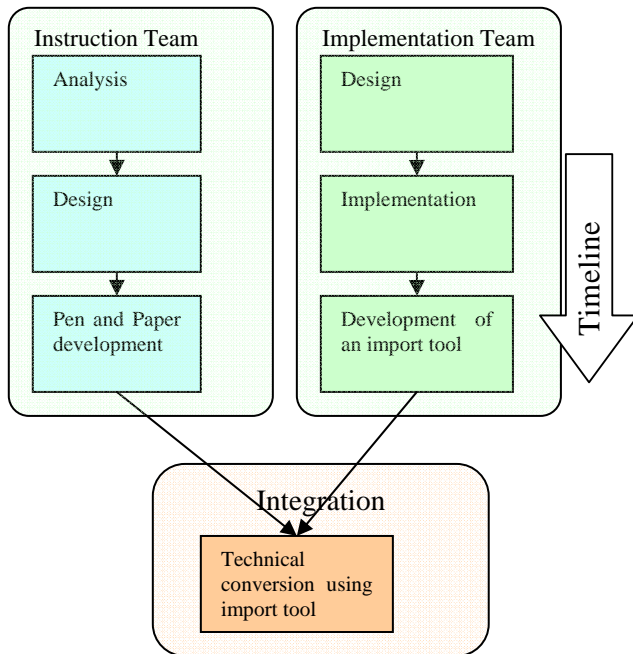 Instruction Team
Analysis
Design
Pen and Paper
development
Implementation Team
Design
Implementation
Development of
an import tool
Timeline
Integration
Technical
conversion using
import tool